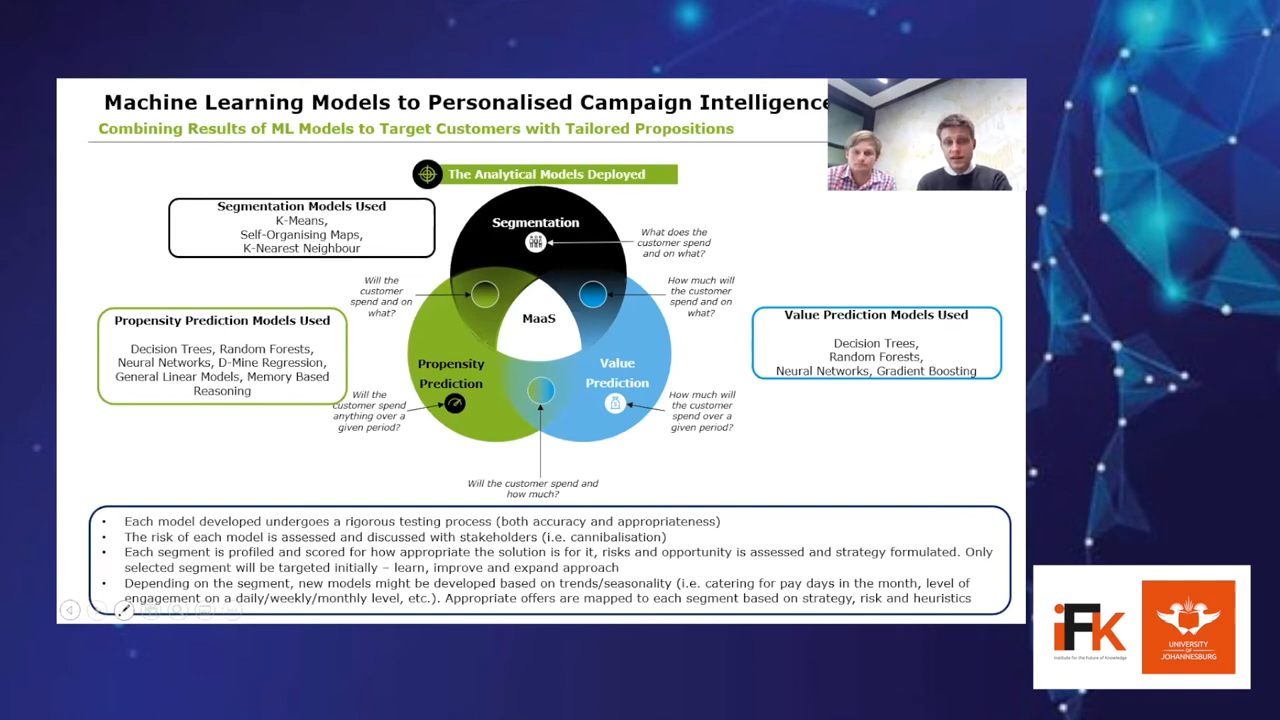 Machine Learning Models to Personalised Campaign Intelligence
Combining Results of ML Models to Target Customers with Tailored Propositions
The Analytical Models Deployed
Segmentation Models Used
K-Means,
Self-Organising Maps,
K-Nearest Neighbour
Segmentation
What does the
customer spend
and on what?
Will the
customer
spend and on
what?
How much will
the customer
spend and on
what?
MaaS
Propensity Prediction Models Used
Decision Trees, Random Forests,
Neural Networks, D-Mine Regression,
General Linear Models, Memory Based
Reasoning
Value Prediction Models Used
Decision Trees,
Random Forests,
Neural Networks, Gradient Boosting
Propensity
Prediction
Value
Prediction
Will the
customer spend
anything over a
given period?
How much will
the customer
spend over a
given period?
Will the customer spend and
how much?
• Each model developed undergoes a rigorous testing process (both accuracy and appropriateness)
• The risk of each model is assessed and discussed with stakeholders (i.e. cannibalisation)
• Each segment is profiled and scored for how appropriate the solution is for it, risks and opportunity is assessed and strategy formulated. Only
selected segment will be targeted initially – learn, improve and expand approach
• Depending on the segment, new models might be developed based on trends/seasonality (i.e. catering for pay days in the month, level of
engagement on a daily/weekly/monthly level, etc.). Appropriate offers are mapped to each segment based on strategy, risk and heuristics
iFK
Institute for the Future of Knowledge
UNIVERSITY
OF
JOHANNESBURG